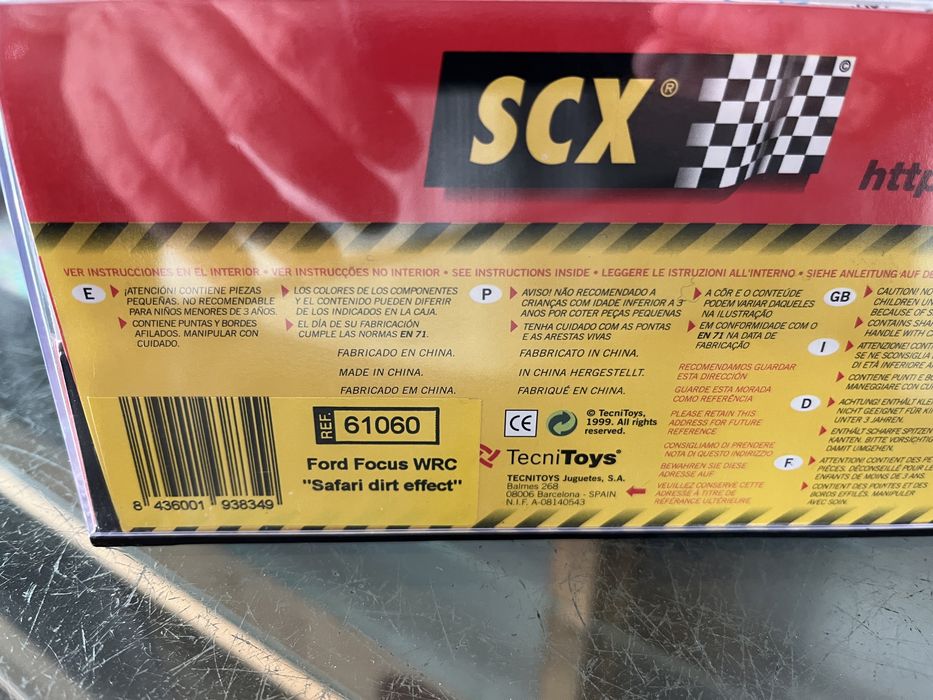 SCX®
©
http
VER INSTRUCCIONES EN EL INTERIOR • VER INSTRUCÇÕES NO INTERIOR • SEE INSTRUCTIONS INSIDE • LEGGERE LE ISTRUZIONI ALL'INTERNO • SIEHE ANLEITUNG AUF DE
E
¡ATENCIÓN! CONTIENE PIEZAS
PEQUEÑAS. NO RECOMENDABLE
PARA NIÑOS MENORES DE 3 AÑOS.
CONTIENE PUNTAS Y BORDES
AFILADOS. MANIPULAR CON
CUIDADO.
LOS COLORES DE LOS COMPONENTES
Y EL CONTENIDO PUEDEN DIFERIR
DE LOS INDICADOS EN LA CAJA.
EL DÍA DE SU FABRICACIÓN
CUMPLE LAS NORMAS EN 71.
P
AVISO! NÃO RECOMENDADO A
CRIANÇAS COM IDADE INFERIOR A 3
ANOS POR COTER PEÇAS PEQUENAS
TENHA CUIDADO COM AS PONTAS
E AS ARESTAS VIVAS
A CÔR E O CONTEÚDE
PODEM VARIAR DAQUELES
NA ILUSTRAÇÃO
EM CONFORMIDADE COM O
EN 71 NA DATA DE
FABRICAÇÃO
GB
CAUTION! NO
CHILDREN UN
BECAUSE OF S
CONTAINS SHA
HANDLE WITH C
I
ATTENZIONE! CONT
SE NE SCONSIGLIA
DI ETÀ INFERIORE A
CONTIENE PUNTI E BO
MANEGGIARE CON CU
D
ACHTUNG! ENTHÄLT KLE
NICHT GEEIGNET FÜR KI
UNTER 3 JAHREN.
ENTHÄLT SCHARFE SPITZEN
KANTEN. BITTE VORSICHTIG
DAMIT UMGEHEN.
F
ATTENTION! CONTIENT DES PE
PIÈCES. DÉCONSEILLÉ POUR LE
ENFANTS DE MOINS DE 3 ANS.
CONTIENT DES POINTES ET DES
BORDS EFFILÉS. MANIPULER
AVEC SOIN.
FABRICADO EN CHINA.
MADE IN CHINA.
FABRICADO EM CHINA.
FABBRICATO IN CHINA.
IN CHINA HERGESTELLT.
FABRIQUÉ EN CHINA.
RECOMENDAMOS GUARDAR
ESTA DIRECCIÓN
GUARDE ESTA MORADA
COMO REFERÊNCIA
PLEASE RETAIN THIS
ADDRESS FOR FUTURE
REFERENCE
CONSIGLIAMO DI PRENDERE
NOTA DI QUESTO INDIRIZZO
BEWAHREN SIE DIESE
ADRESSE AUF
VEUILLEZ CONSERVE CETTE
ADRESSE À TITRE DE
RÉFÉRANCE ULTÉRIEURE
CE
© TecniToys,
1999. All rights
reserved.
TecniToys®
TECNITOYS Juguetes, S.A.
Balmes 268
08006 Barcelona - SPAIN
N.I.F. A-08140543
REF. 61060
Ford Focus WRC
"Safari dirt effect"
8 436001 938349